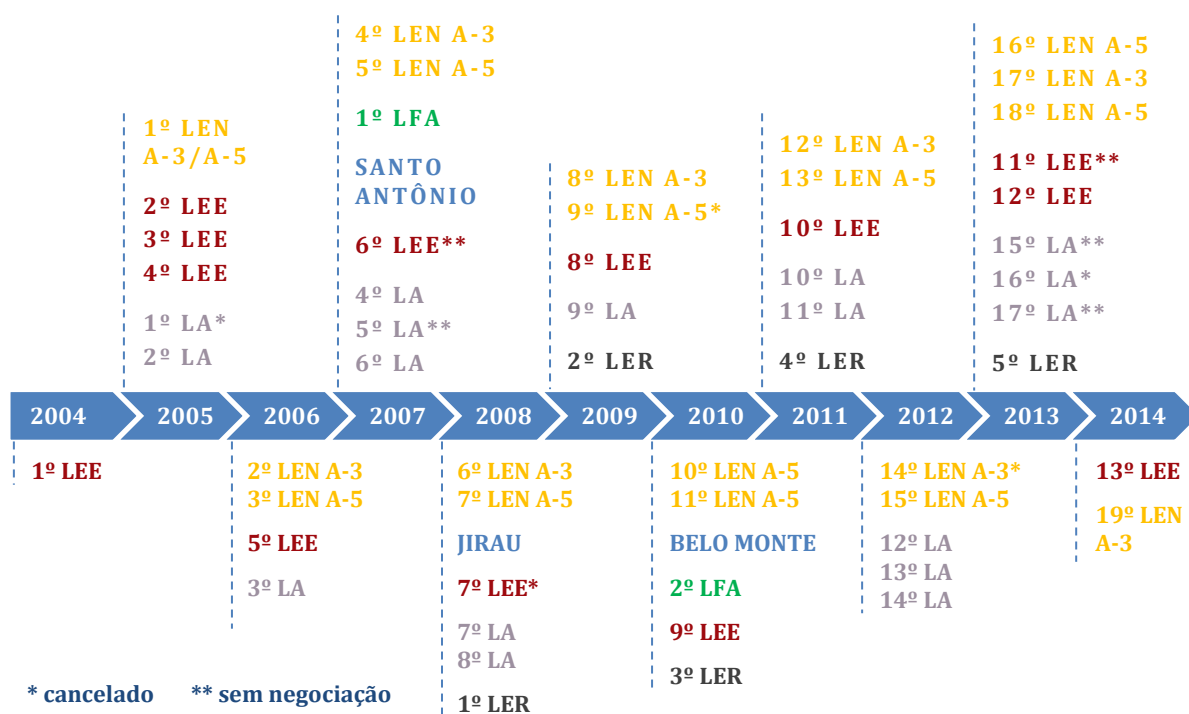 1º LEN
A-3/A-5
2º LEE
3º LEE
4º LEE
1º LA*
2º LA
4º LEN A-3
5º LEN A-5
1º LFA
SANTO
ANTÔNIO
6º LEE**
4º LA
5º LA**
6º LA
8º LEN A-3
9º LEN A-5*
8º LEE
9º LA
2º LER
12º LEN A-3
13º LEN A-5
10º LEE
10º LA
11º LA
4º LER
16º LEN A-5
17º LEN A-3
18º LEN A-5
11º LEE**
12º LEE
15º LA**
16º LA*
17º LA**
5º LER
2004 2005 2006 2007 2008 2009 2010 2011 2012 2013 2014
1º LEE
2º LEN A-3
3º LEN A-5
5º LEE
3º LA
6º LEN A-3
7º LEN A-5
JIRAU
7º LEE*
7º LA
8º LA
1º LER
10º LEN A-5
11º LEN A-5
BELO MONTE
2º LFA
9º LEE
3º LER
14º LEN A-3*
15º LEN A-5
12º LA
13º LA
14º LA
13º LEE
19º LEN
A-3
* cancelado ** sem negociação